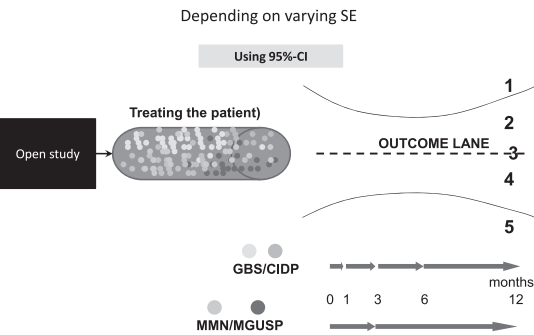 Depending on varying SE
Using 95%-CI
Treating the patient)
Open study
1
2
OUTCOME LANE
3
4
5
GBS/CIDP
months
0 1 3 6 12
MMN/MGUSP